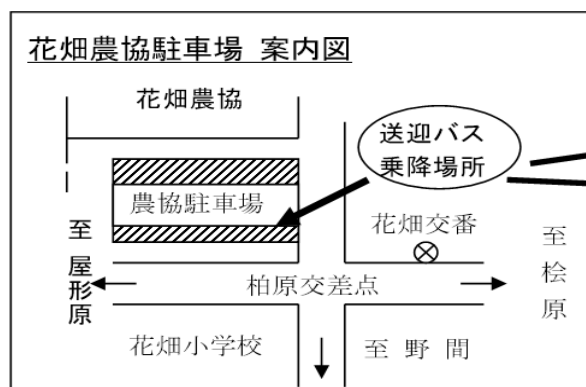 花畑農協駐車場 案内図
花畑農協
送迎バス
乗降場所
農協駐車場
花畑交番
至 屋形原
至桧原
柏原交差点
花畑小学校
至 野 間